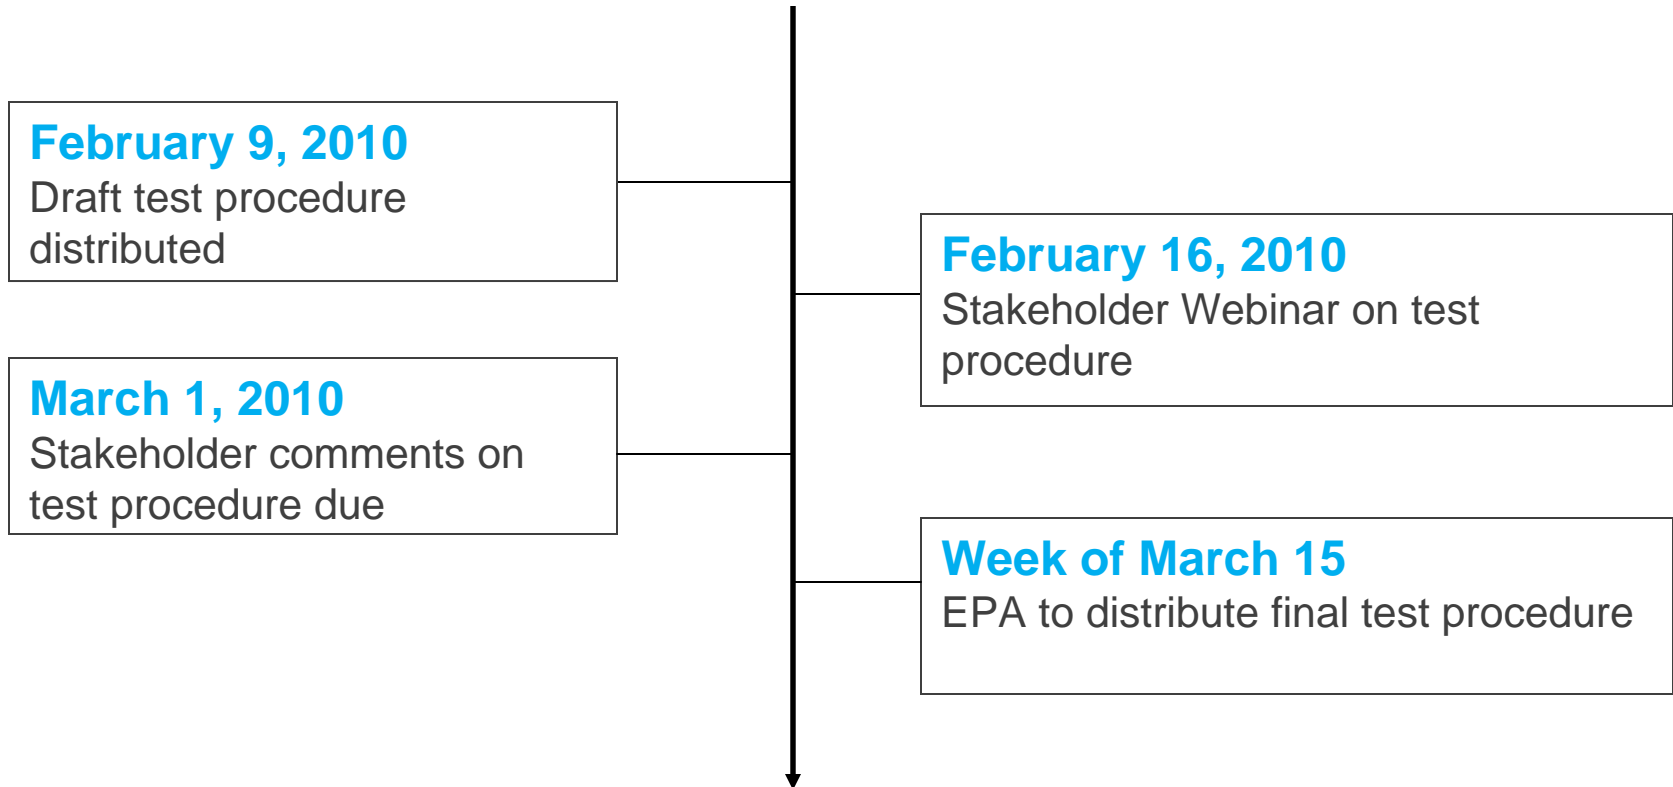 February 9, 2010
Draft test procedure
distributed
February 16, 2010
Stakeholder Webinar on test
procedure
March 1, 2010
Stakeholder comments on
test procedure due
Week of March 15
EPA to distribute final test procedure